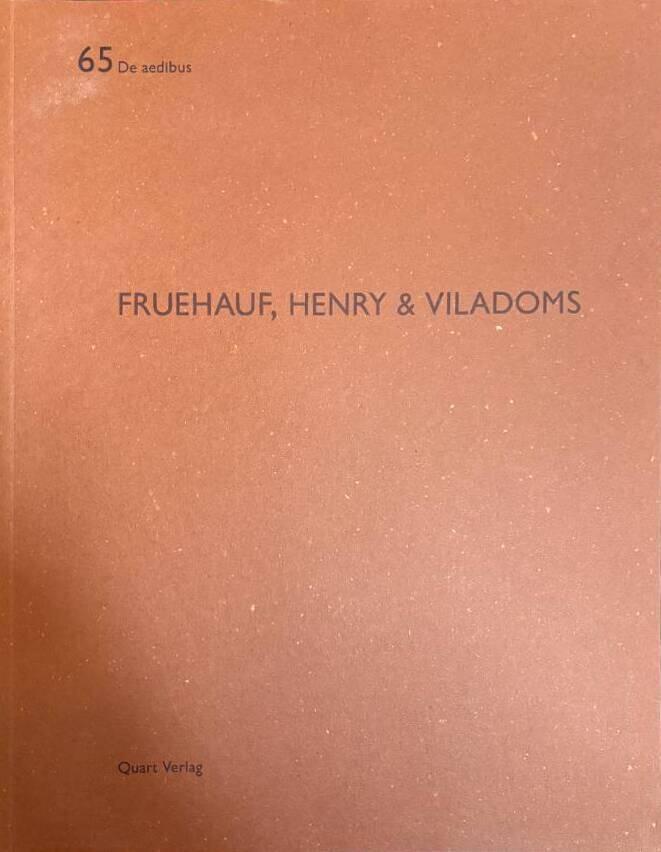 65 De aedibus
FRUEHAUF, HENRY & VILADOMS
Quart Verlag